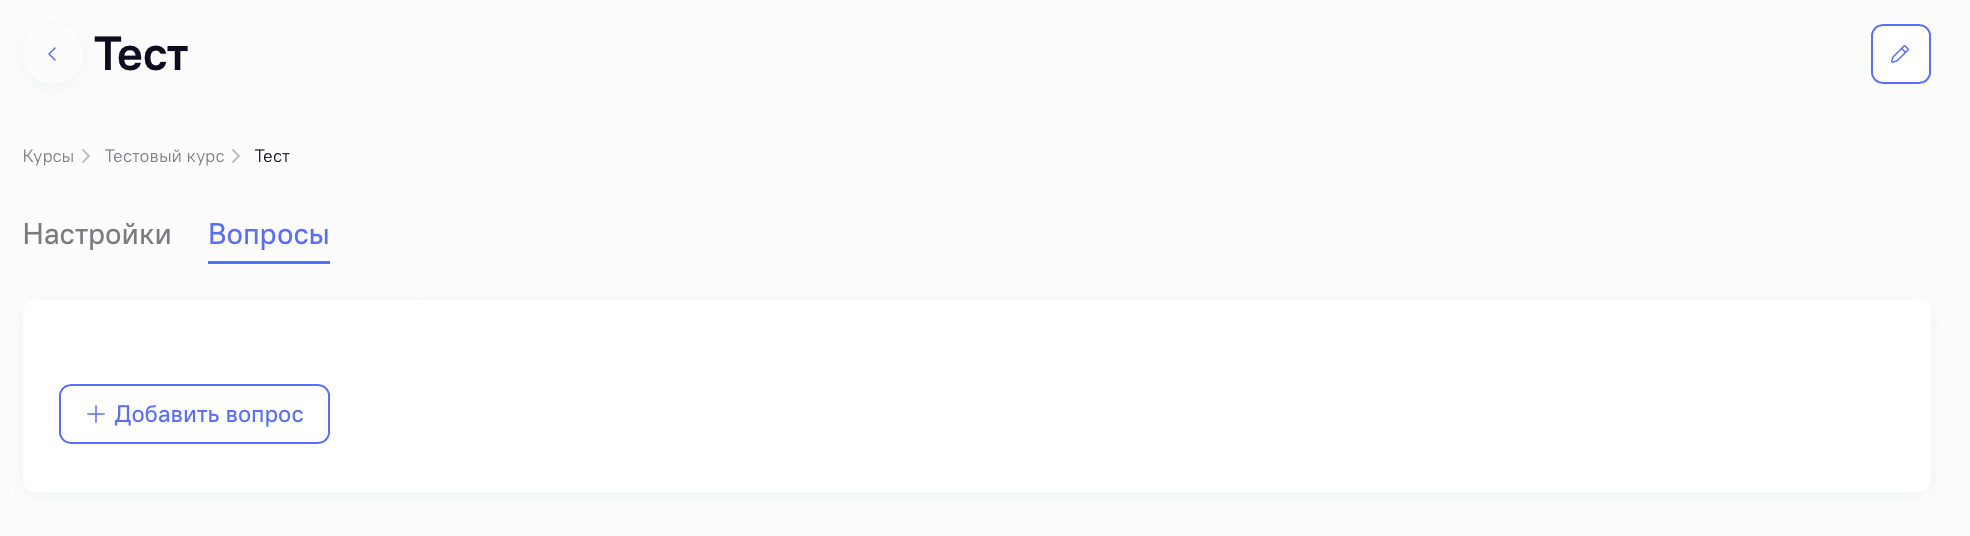 Тест
Курсы Тестовый курс Тест
Настройки Вопросы
Добавить вопрос